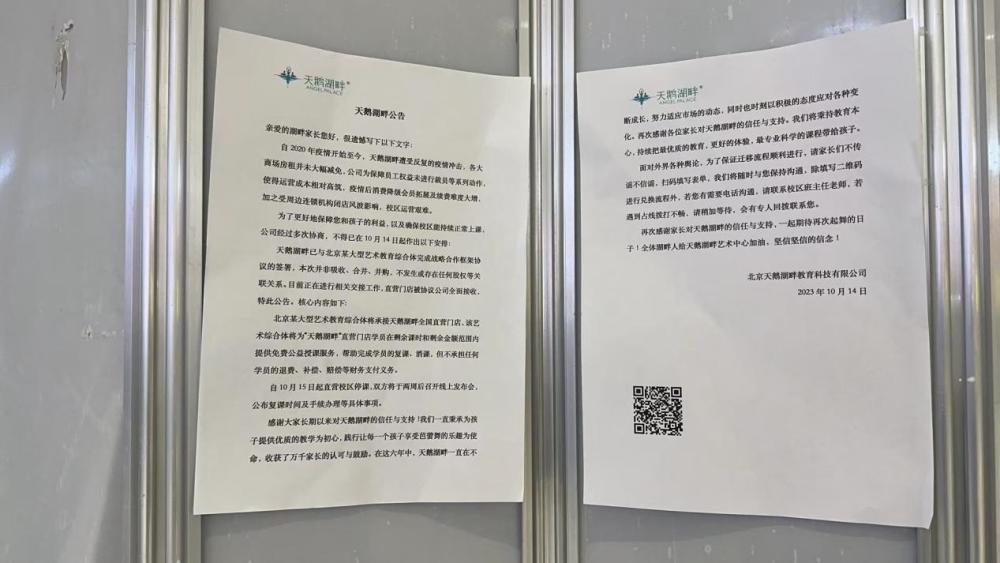 天鹅湖畔®
ANGEL PALACE
天鹅湖畔公告
亲爱的湖畔家长您好，很遗憾写下以下文字：
自 2020 年疫情开始至今，天鹅湖畔遭受反复的疫情冲击，各大
商场房租并未大幅减免，公司为保障员工权益未进行裁员等系列动作，
使得运营成本相对高筑，疫情后消费降级会员拓展及续费难度大增，
加之受周边连锁机构闭店风波影响，校区运营艰难。
为了更好地保障您和孩子的利益，以及确保校区能持续正常上课，
公司经过多次协商，不得已在 10 月 14 日起作出以下安排：
天鹅湖畔已与北京某大型艺术教育综合体完成战略合作框架协
议的签署，本次并非吸收、合并、并购，不发生或存在任何股权等关
联关系。目前正在进行相关交接工作，直营门店被协议公司全面接收，
特此公告。核心内容如下：
北京某大型艺术教育综合体将承接天鹅湖畔全国直营门店，该艺
术综合体将为“天鹅湖畔”直营门店学员在剩余课时和剩余金额范围内
提供免费公益授课服务，帮助完成学员的复课、消课，但不承担任何
学员的退费、补偿、赔偿等财务支付义务。
自 10 月 15 日起直营校区停课，双方将于两周后召开线上发布会，
公布复课时间及手续办理等具体事项。
感谢大家长期以来对天鹅湖畔的信任与支持！我们一直秉承为孩
子提供优质的教学为初心，践行让每一个孩子享受芭蕾舞的乐趣为使
命，收获了万千家长的认可与鼓励。在这六年中，天鹅湖畔一直在不
天鹅湖畔®
ANGEL PALACE
断成长，努力适应市场的动态，同时也时刻以积极的态度应对各种变
化。再次感谢各位家长对天鹅湖畔的信任与支持。我们将秉持教育本
心，持续把最优质的教育，更好的体验，最专业科学的课程带给孩子。
面对外界各种舆论，为了保证迁移流程顺利进行，请家长们不传
谣不信谣，扫码填写表单，我们将随时与您保持沟通，除填写二维码
进行兑换流程外，若您有需要电话沟通，请联系校区班主任老师，若
遇到占线拨打不畅，请稍加等待，会有专人回拨联系您。
再次感谢家长对天鹅湖畔的信任与支持，一起期待再次起舞的日
子！全体湖畔人给天鹅湖畔艺术中心加油，坚信坚信的信念！
北京天鹅湖畔教育科技有限公司
2023 年 10 月 14 日